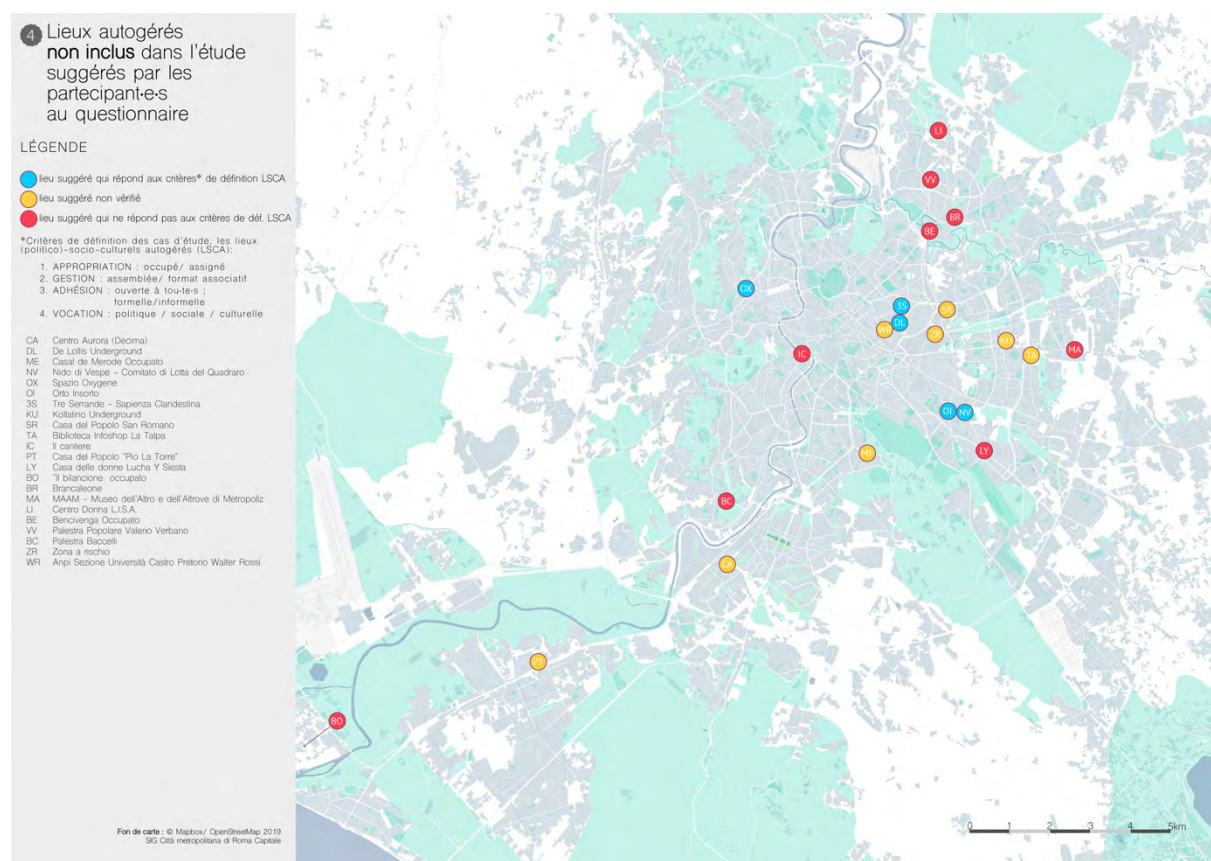 4 Lieux autogérés
non inclus dans l'étude
suggérés par les
partecipant·e·s
au questionnaire
LÉGENDE
lieu suggéré qui répond aux critères* de définition LSCA
lieu suggéré non vérifié
lieu suggéré qui ne répond pas aux critères de déf. LSCA
*Critères de définition des cas d'étude, les lieux
(politico)-socio-culturels autogérés (LSCA):
1. APPROPRIATION : occupé/ assigné
2. GESTION : assemblée/ format associatif
3. ADHÉSION : ouverte à tou·te·s ;
formelle/informelle
4. VOCATION : politique / sociale / culturelle
CA Centro Aurora (Decima)
DL De Lollis Underground
ME Casal de Merode Occupato
NV Nido di Vespe - Comitato di Lotta del Quadraro
OX Spazio Oxygene
OI Orto Insorto
3S Tre Serrande - Sapienza Clandestina
KU Kollatino Underground
SR Casa del Popolo San Romano
TA Biblioteca Infoshop La Talpa
IC Il cantiere
PT Casa del Popolo "Pio La Torre"
LY Casa delle donne Lucha Y Siesta
BO "Il bilancione occupato
BR Brancaleone
MA MAAM - Museo dell'Altro e dell'Altrove di Metropoliz
LI Centro Donna L.I.S.A.
BE Bencivenga Occupato
VV Palestra Popolare Valerio Verbano
BC Palestra Baccelli
ZR Zona a rischio
WR Anpi Sezione Università Castro Pretorio Walter Rossi
Fon de carte : © Mapbox/ OpenStreetMap 2019
SIG Città metropolitana di Roma Capitale
LI
VV
BR
BE
OX
3S
SR
DL
WR
ZR
KU
MA
IC
TA
OI
NV
LY
ME
BC
CA
PT
BO
0 1 2 3 4 5km